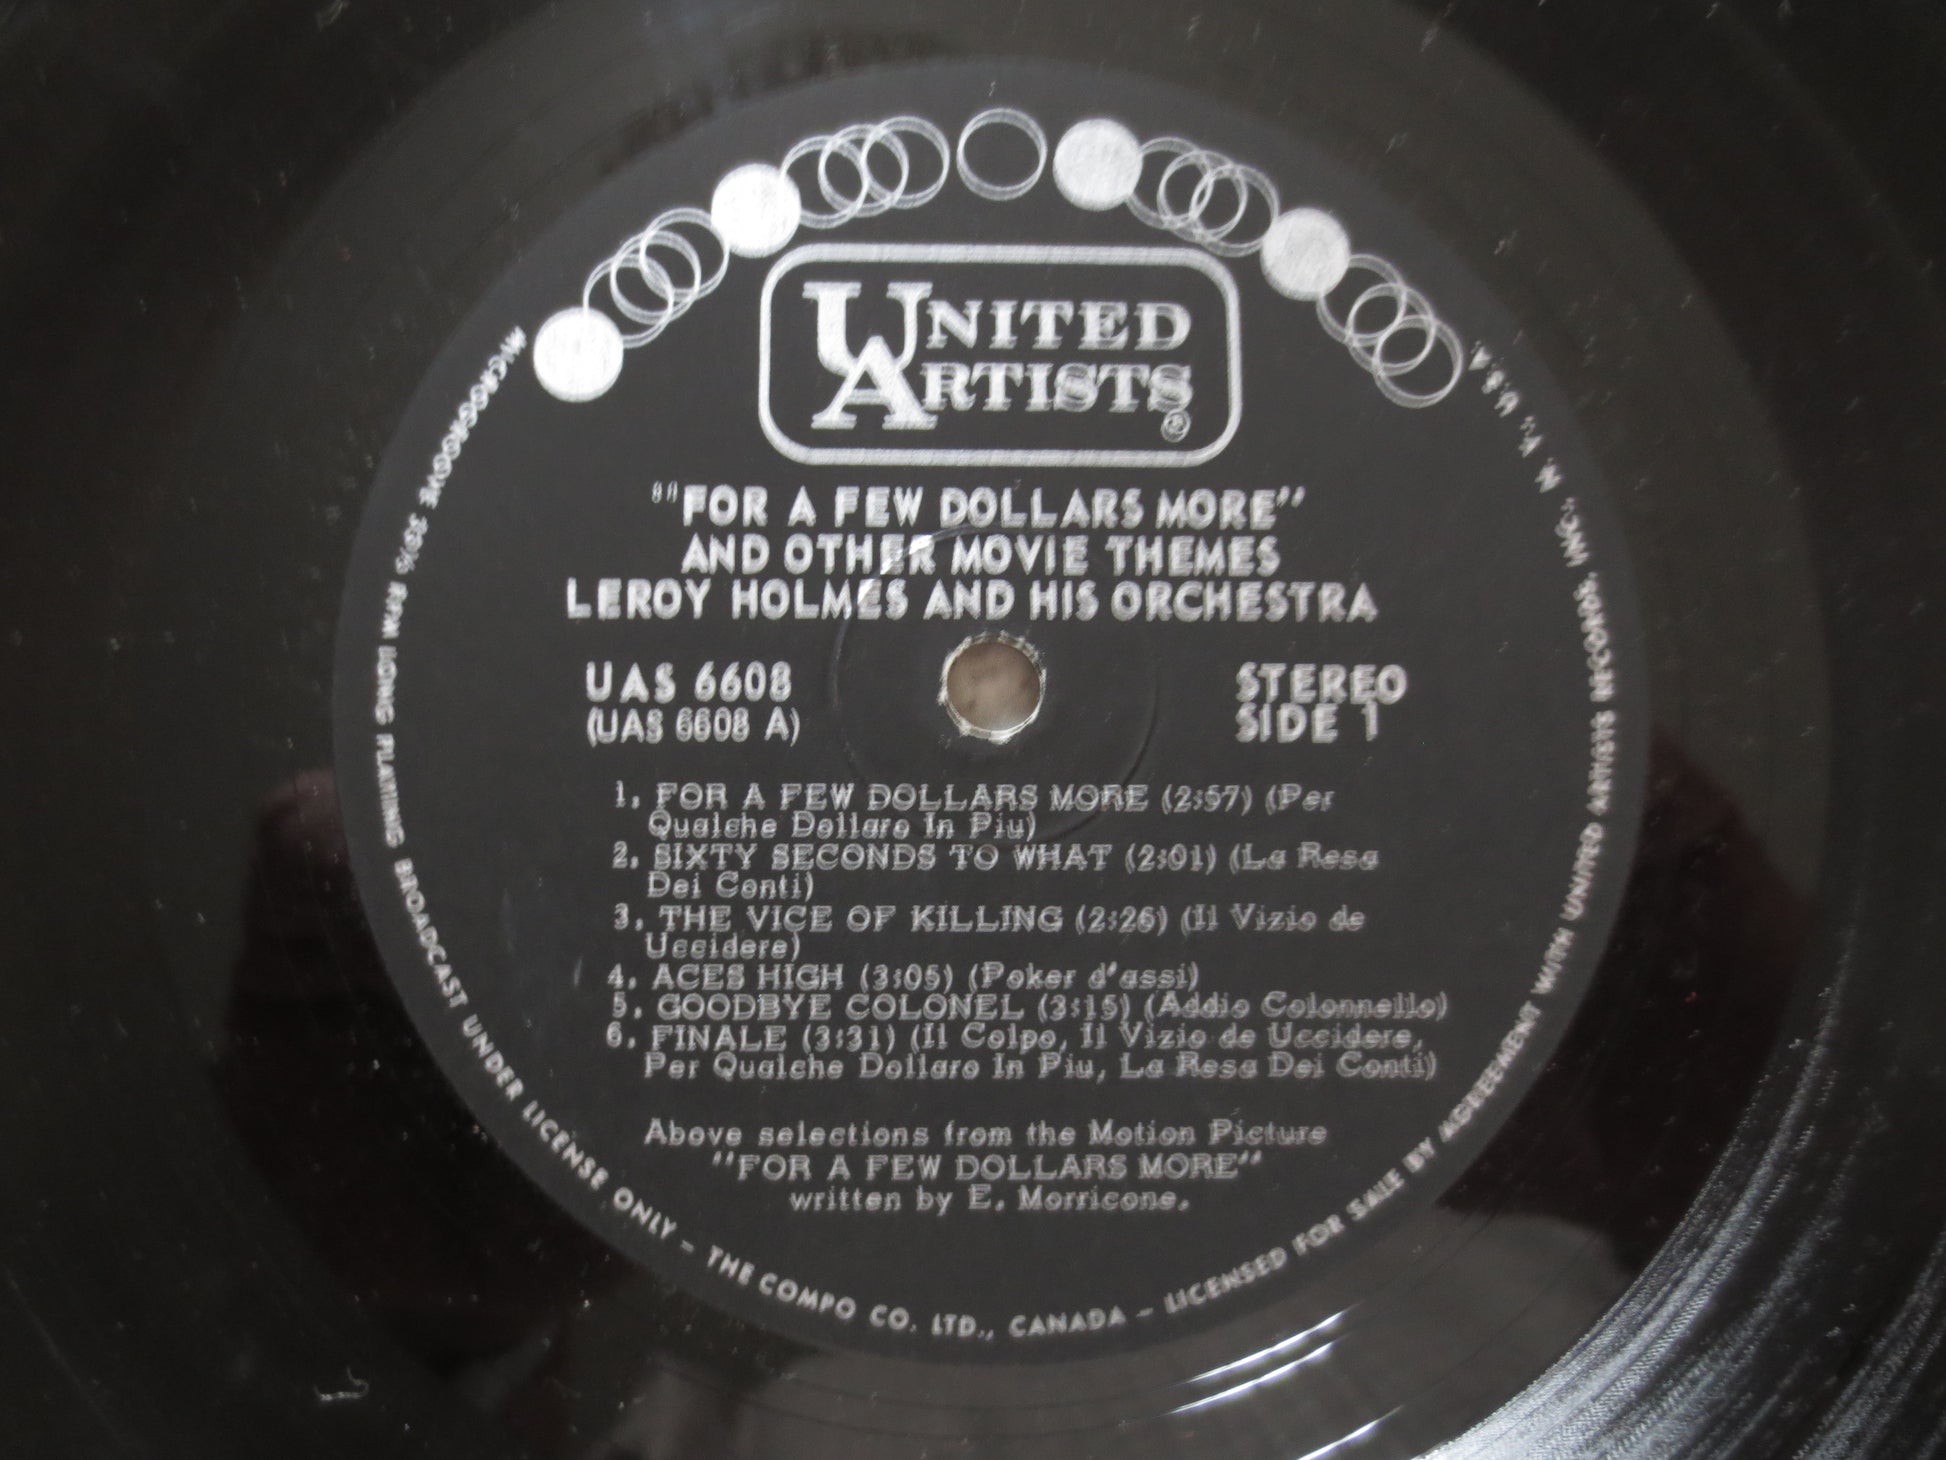 UNITED
ARTISTS
®
"FOR A FEW DOLLARS MORE"
AND OTHER MOVIE THEMES
LEROY HOLMES AND HIS ORCHESTRA
UAS 6608
(UAS 6608 A)
STEREO
SIDE 1
1. FOR A FEW DOLLARS MORE (2:57) (Per
Qualche Dollaro In Piu)
2. SIXTY SECONDS TO WHAT (2:01) (La Resa
Dei Conti)
3. THE VICE OF KILLING (2:26) (Il Vizio de
Uccidere)
4. ACES HIGH (3:05) (Poker d'assi)
5. GOODBYE COLONEL (3:15) (Addio Colonnello)
6. FINALE (3:31) (Il Colpo, Il Vizio de Uccidere,
Per Qualche Dollaro In Piu, La Resa Dei Conti)
Above selections from the Motion Picture
"FOR A FEW DOLLARS MORE"
written by E. Morricone.
MICROGROOVE 33⅓ RPM LONG PLAYING BROADCAST UNDER LICENSE ONLY - THE COMPO CO. LTD., CANADA - LICENSED FOR SALE BY AGREEMENT WITH UNITED ARTISTS RECORDS, INC. N. Y. U.S.A.